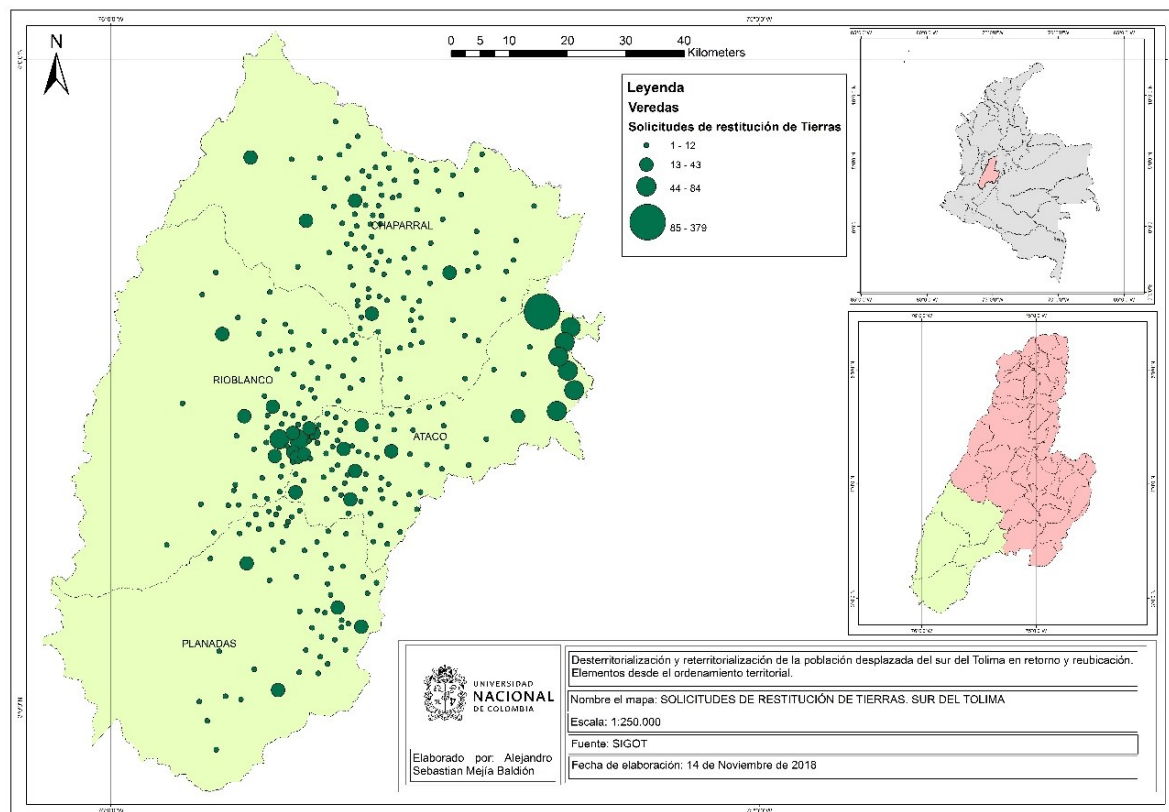 N
0 5 10 20 30 40
Kilometers
Leyenda
Veredas
Solicitudes de restitución de Tierras
1 - 12
13 - 43
44 - 84
85 - 379
CHAPARRAL
RIOBLANCO
ATACO
PLANADAS
UNIVERSIDAD
NACIONAL
DE COLOMBIA
Elaborado por: Alejandro
Sebastian Mejía Baldión
Desterritorialización y reterritorialización de la población desplazada del sur del Tolima en retorno y reubicación.
Elementos desde el ordenamiento territorial.
Nombre el mapa: SOLICITUDES DE RESTITUCIÓN DE TIERRAS. SUR DEL TOLIMA
Escala: 1:250.000
Fuente: SIGOT
Fecha de elaboración: 14 de Noviembre de 2018